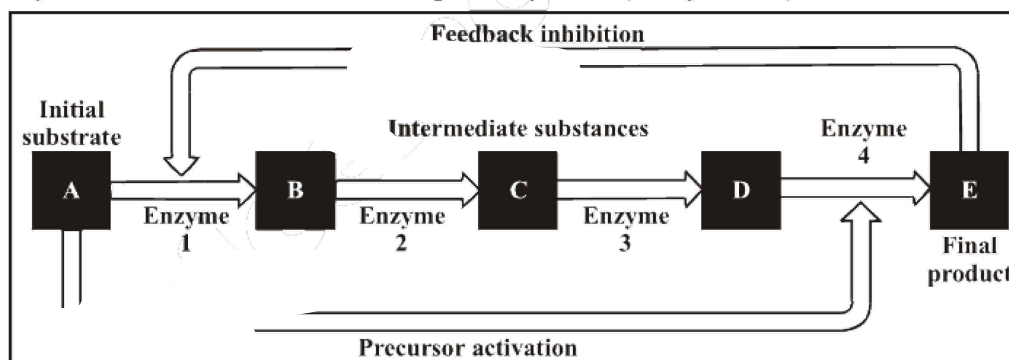 Feedback inhibition
Initial
substrate
Intermediate substances
Enzyme
4
A
B
C
D
E
Enzyme
1
Enzyme
2
Enzyme
3
Final
product
Precursor activation